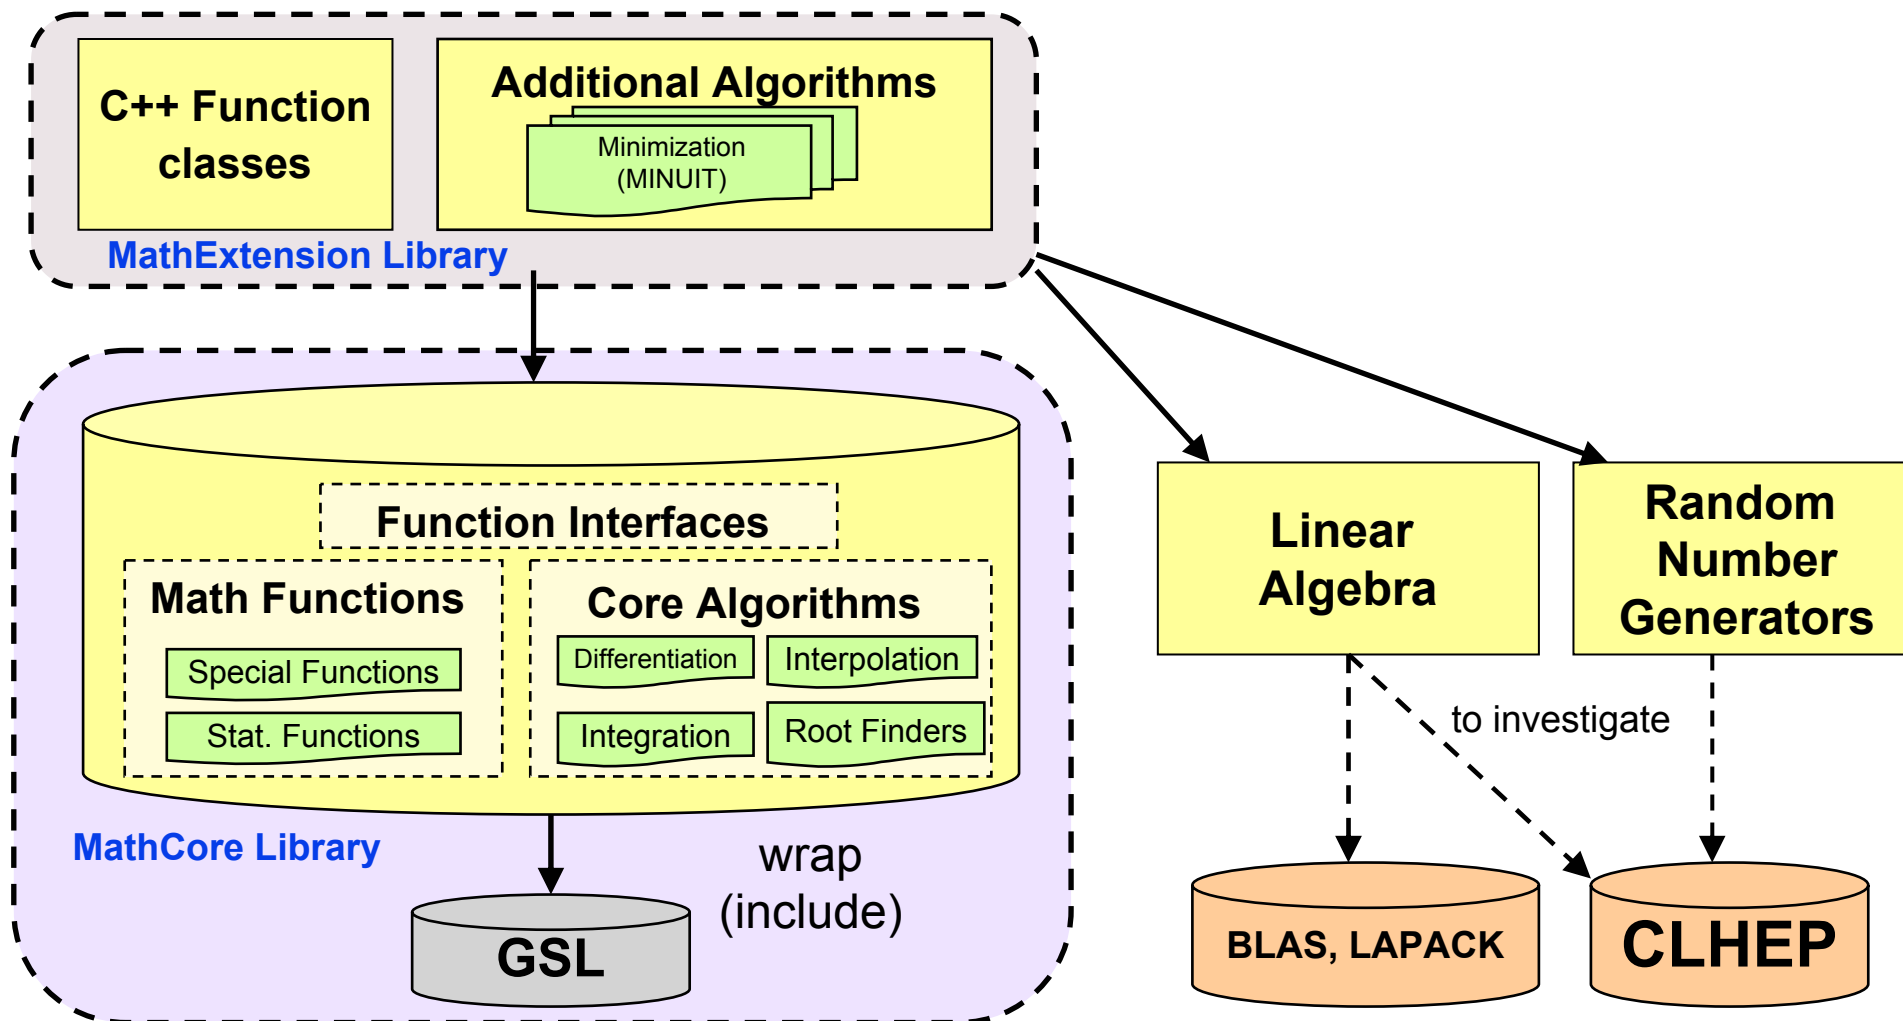 C++ Function
classes
Additional Algorithms
Minimization
(MINUIT)
MathExtension Library
Function Interfaces
Math Functions
Special Functions
Stat. Functions
Core Algorithms
Differentiation
Interpolation
Integration
Root Finders
MathCore Library
wrap
(include)
GSL
Linear
Algebra
Random
Number
Generators
to investigate
BLAS, LAPACK
CLHEP